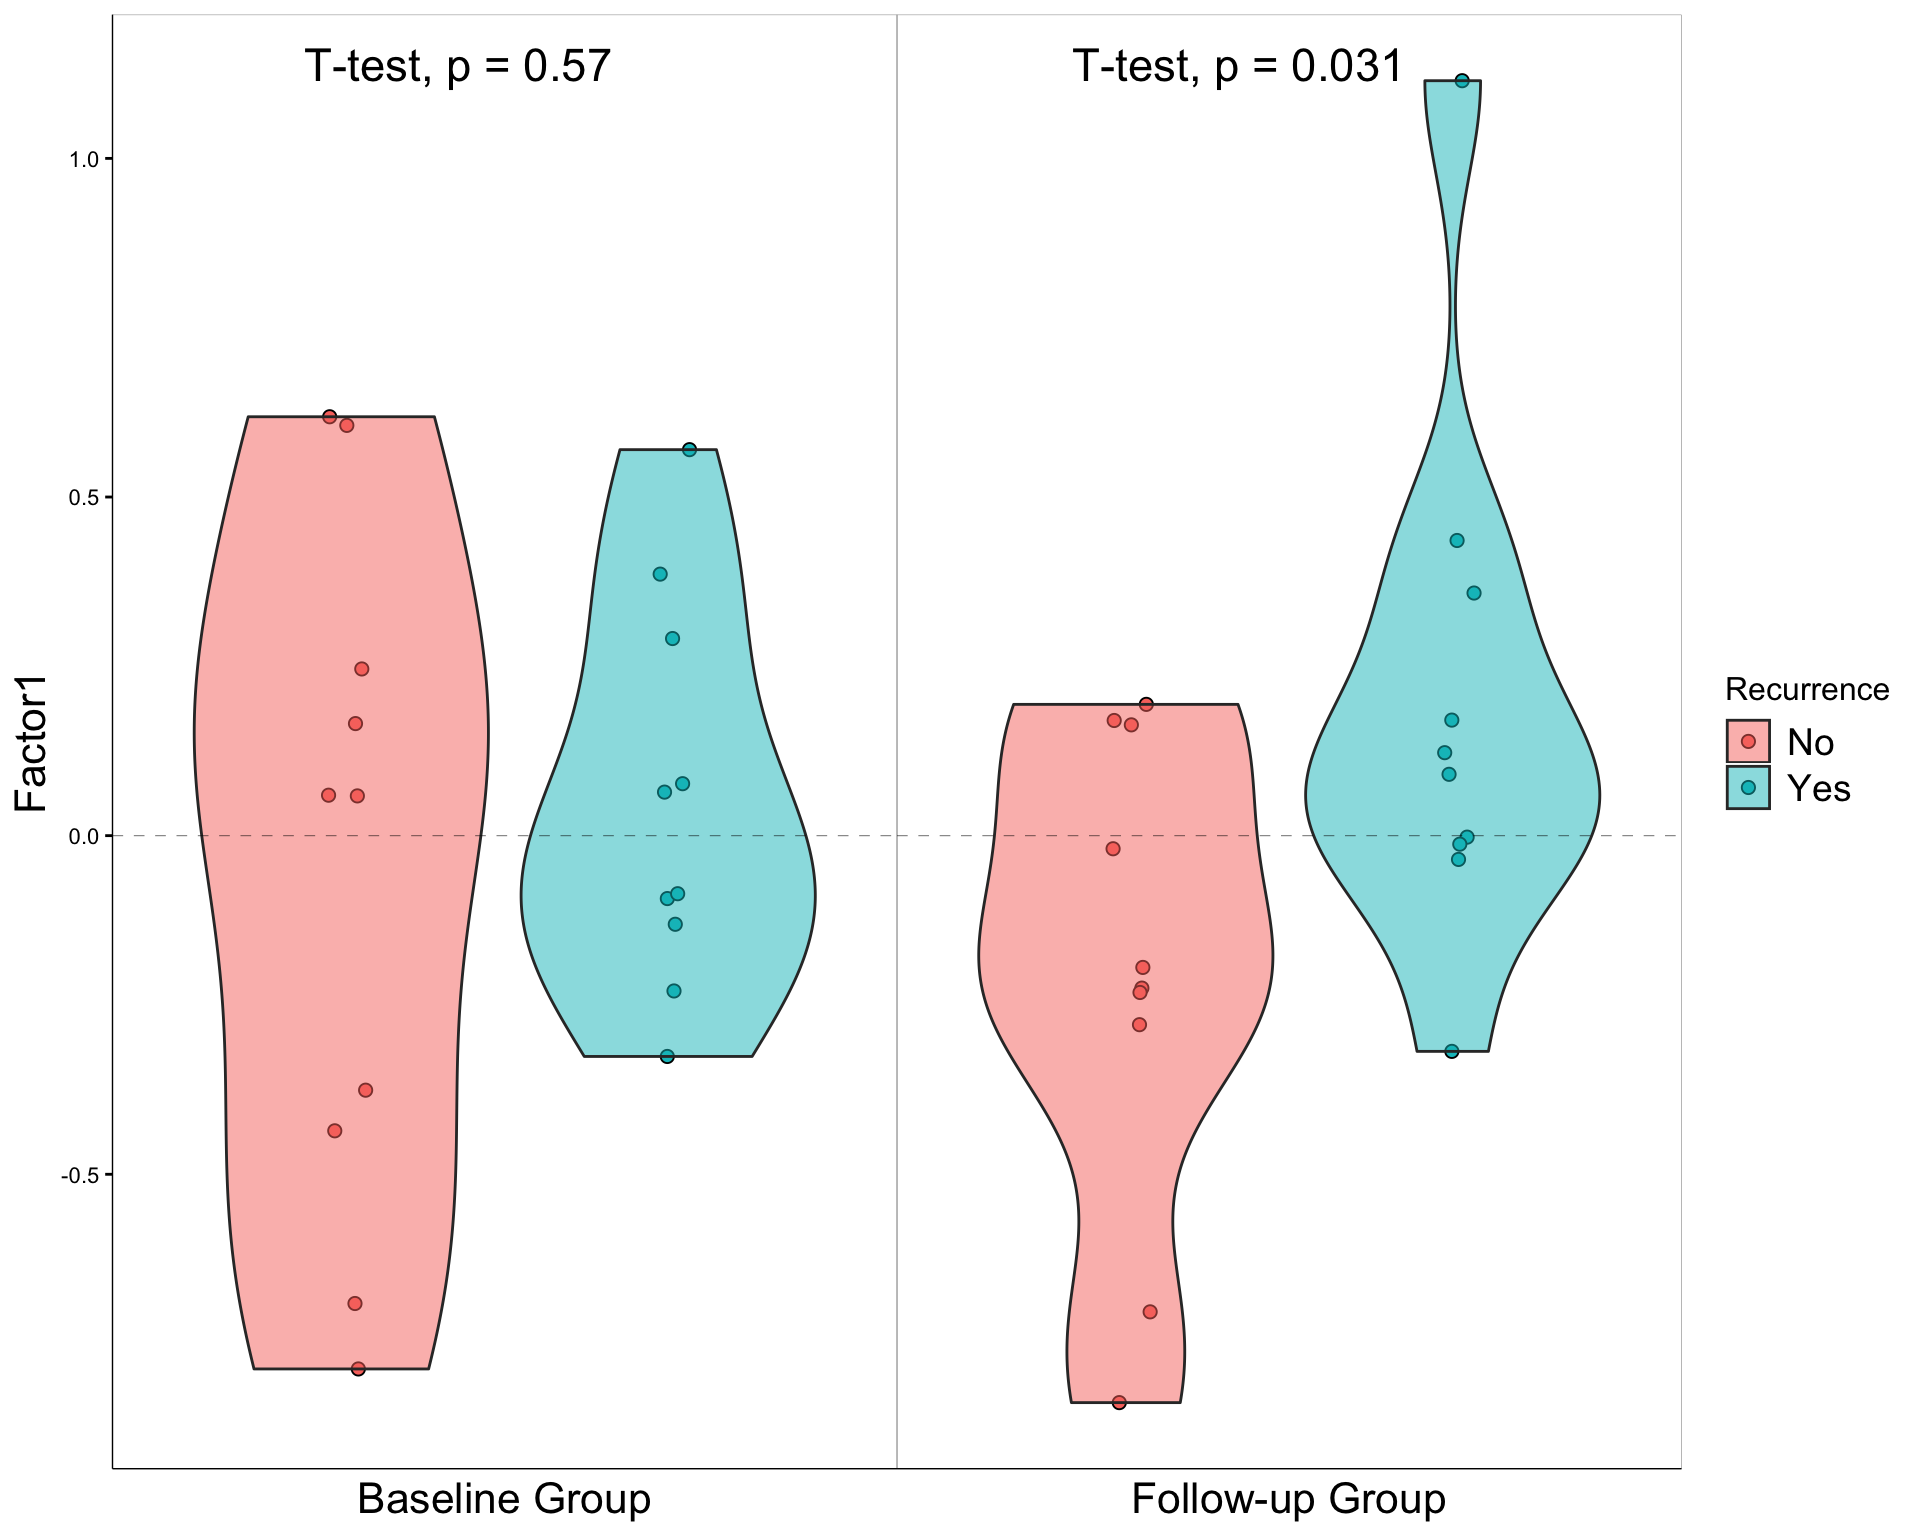 T-test, p = 0.57
T-test, p = 0.031
1.0
0.5
0.0
-0.5
Factor1
Baseline Group
Follow-up Group
Recurrence
No
Yes